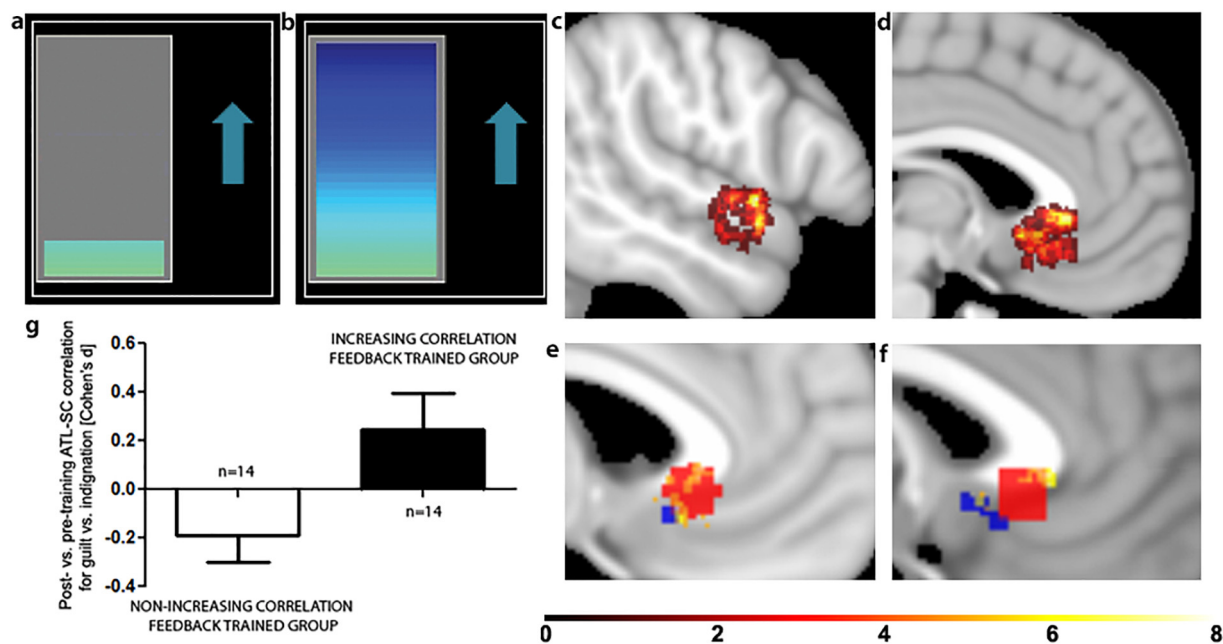 a
b
c
d
g
INCREASING CORRELATION
FEEDBACK TRAINED GROUP
e
f
Post- vs. pre-training ATL-SC correlation
for guilt vs. indignation [Cohen's d]
0.6
0.4
0.2
0.0
-0.2
-0.4
n=14
n=14
NON-INCREASING CORRELATION
FEEDBACK TRAINED GROUP
0 2 4 6 8